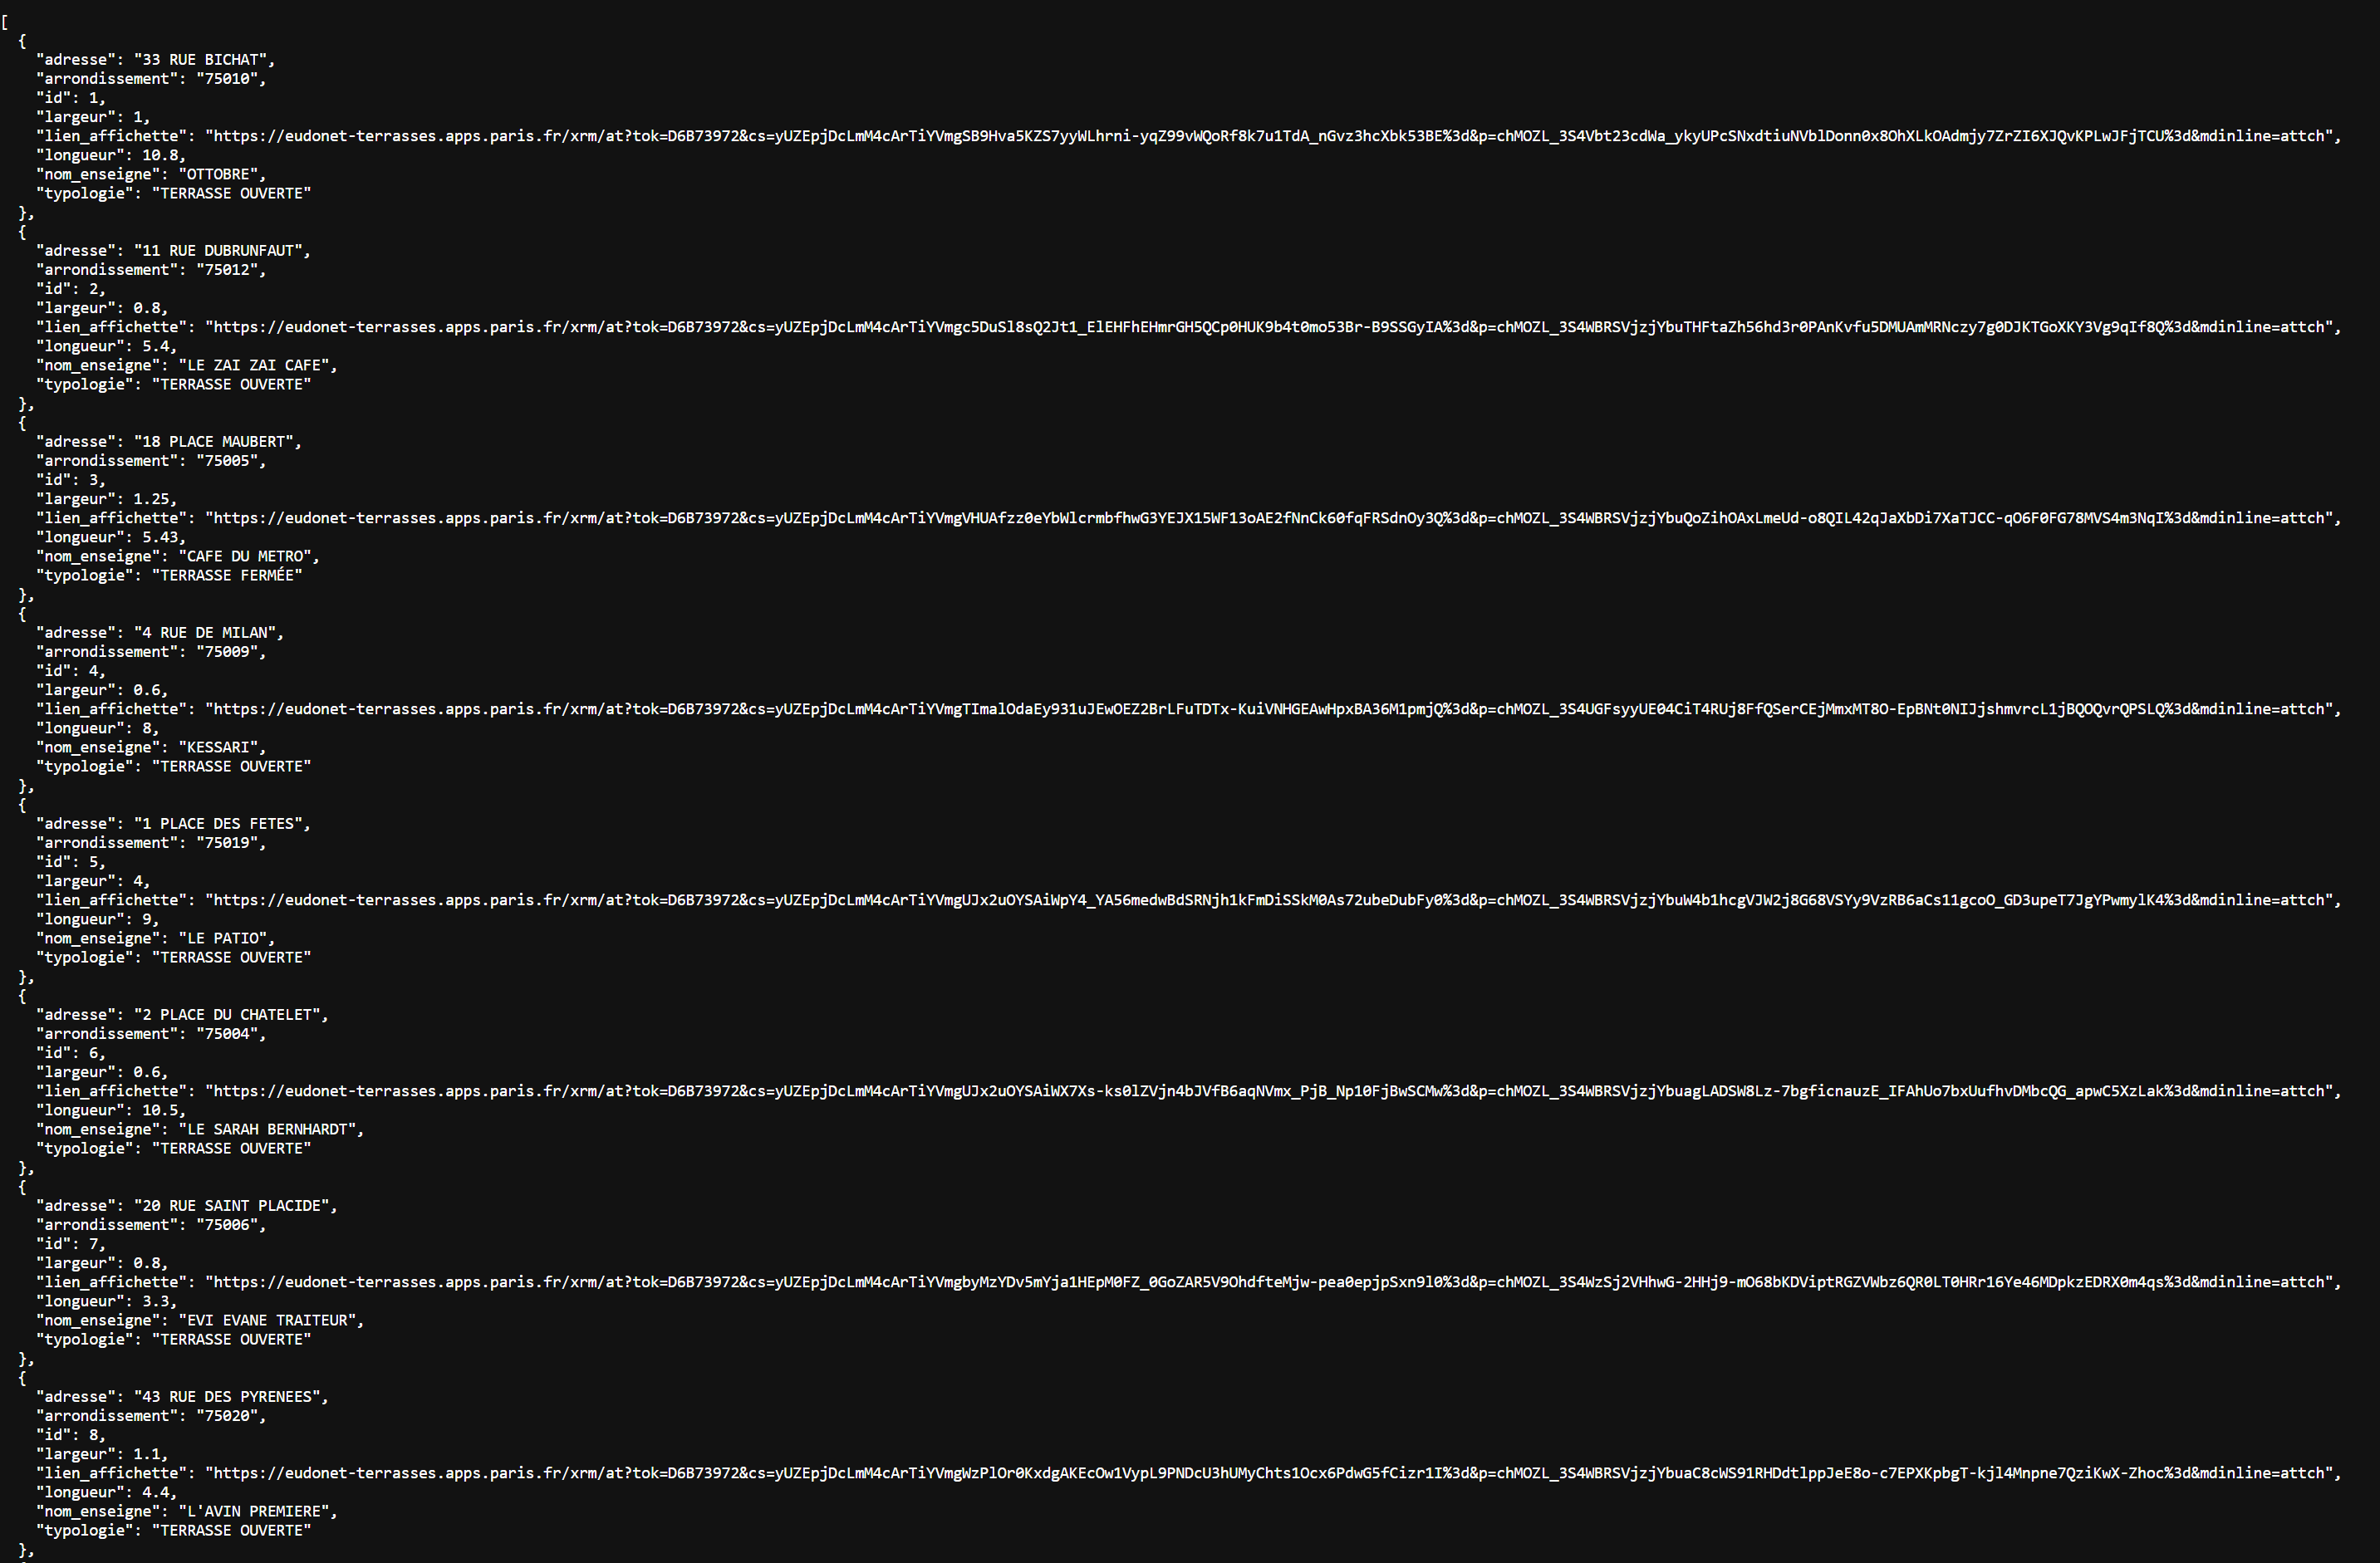 [
  {
    "adresse": "33 RUE BICHAT",
    "arrondissement": "75010",
    "id": 1,
    "largeur": 1,
    "lien_affichette": "https://eudonet-terrasses.apps.paris.fr/xrm/at?tok=D6B73972&cs=yUZEpjDcLmM4cArTiYVmgSB9Hva5KZS7yyWLhrni-yqZ99vWQoRf8k7u1TdA_nGvz3hcXbk53BE%3d&p=chMOZL_3S4Vbt23cdWa_ykyUPcSNxdtiuNVblDonn0x8OhXLkOAdmjy7ZrZI6XJQvKPLwJFjTCU%3d&mdinline=attch",
    "longueur": 10.8,
    "nom_enseigne": "OTTOBRE",
    "typologie": "TERRASSE OUVERTE"
  },
  {
    "adresse": "11 RUE DUBRUNFAUT",
    "arrondissement": "75012",
    "id": 2,
    "largeur": 0.8,
    "lien_affichette": "https://eudonet-terrasses.apps.paris.fr/xrm/at?tok=D6B73972&cs=yUZEpjDcLmM4cArTiYVmgc5DuSl8sQ2Jt1_ElEHFhEHmrGH5QCp0HUK9b4t0mo53Br-B9SSGyIA%3d&p=chMOZL_3S4WBRSVjzjYbuTHFtaZh56hd3r0PAnKvfu5DMUAmMRNczy7g0DJKTGoXKY3Vg9qIf8Q%3d&mdinline=attch",
    "longueur": 5.4,
    "nom_enseigne": "LE ZAI ZAI CAFE",
    "typologie": "TERRASSE OUVERTE"
  },
  {
    "adresse": "18 PLACE MAUBERT",
    "arrondissement": "75005",
    "id": 3,
    "largeur": 1.25,
    "lien_affichette": "https://eudonet-terrasses.apps.paris.fr/xrm/at?tok=D6B73972&cs=yUZEpjDcLmM4cArTiYVmgVHUAfzz0eYbWlcrmbfhwG3YEJX15WF13oAE2fNnCk60fqFRSdnOy3Q%3d&p=chMOZL_3S4WBRSVjzjYbuQoZihOAxLmeUd-o8QIL42qJaXbDi7XaTJCC-qO6F0FG78MVS4m3NqI%3d&mdinline=attch",
    "longueur": 5.43,
    "nom_enseigne": "CAFE DU METRO",
    "typologie": "TERRASSE FERMÉE"
  },
  {
    "adresse": "4 RUE DE MILAN",
    "arrondissement": "75009",
    "id": 4,
    "largeur": 0.6,
    "lien_affichette": "https://eudonet-terrasses.apps.paris.fr/xrm/at?tok=D6B73972&cs=yUZEpjDcLmM4cArTiYVmgTImalOdaEy931uJEwOEZ2BrLFuTDTx-KuiVNHGEAwHpxBA36M1pmjQ%3d&p=chMOZL_3S4UGFsyyUE04CiT4RUj8FfQSerCEjMmxMT8O-EpBNt0NIJjshmvrcL1jBQOQvrQPSLQ%3d&mdinline=attch",
    "longueur": 8,
    "nom_enseigne": "KESSARI",
    "typologie": "TERRASSE OUVERTE"
  },
  {
    "adresse": "1 PLACE DES FETES",
    "arrondissement": "75019",
    "id": 5,
    "largeur": 4,
    "lien_affichette": "https://eudonet-terrasses.apps.paris.fr/xrm/at?tok=D6B73972&cs=yUZEpjDcLmM4cArTiYVmgUJx2uOYSAiWpY4_YA56medwBdSRNjh1kFmDiSSkM0As72ubeDubFy0%3d&p=chMOZL_3S4WBRSVjzjYbuW4b1hcgVJW2j8G68VSYy9VzRB6aCs11gcoO_GD3upeT7JgYPwmylK4%3d&mdinline=attch",
    "longueur": 9,
    "nom_enseigne": "LE PATIO",
    "typologie": "TERRASSE OUVERTE"
  },
  {
    "adresse": "2 PLACE DU CHATELET",
    "arrondissement": "75004",
    "id": 6,
    "largeur": 0.6,
    "lien_affichette": "https://eudonet-terrasses.apps.paris.fr/xrm/at?tok=D6B73972&cs=yUZEpjDcLmM4cArTiYVmgUJx2uOYSAiWX7Xs-ks0lZVjn4bJVfB6aqNVmx_PjB_Np10FjBwSCMw%3d&p=chMOZL_3S4WBRSVjzjYbuagLADSW8Lz-7bgficnauzE_IFAhUo7bxUufhvDMbcQG_apwC5XzLak%3d&mdinline=attch",
    "longueur": 10.5,
    "nom_enseigne": "LE SARAH BERNHARDT",
    "typologie": "TERRASSE OUVERTE"
  },
  {
    "adresse": "20 RUE SAINT PLACIDE",
    "arrondissement": "75006",
    "id": 7,
    "largeur": 0.8,
    "lien_affichette": "https://eudonet-terrasses.apps.paris.fr/xrm/at?tok=D6B73972&cs=yUZEpjDcLmM4cArTiYVmgbyMzYDv5mYja1HEpM0FZ_0GoZAR5V9OhdfteMjw-pea0epjpSxn9l0%3d&p=chMOZL_3S4WzSj2VHhwG-2HHj9-mO68bKDViptRGZVWbz6QR0LT0HRr16Ye46MDpkzEDRX0m4qs%3d&mdinline=attch",
    "longueur": 3.3,
    "nom_enseigne": "EVI EVANE TRAITEUR",
    "typologie": "TERRASSE OUVERTE"
  },
  {
    "adresse": "43 RUE DES PYRENEES",
    "arrondissement": "75020",
    "id": 8,
    "largeur": 1.1,
    "lien_affichette": "https://eudonet-terrasses.apps.paris.fr/xrm/at?tok=D6B73972&cs=yUZEpjDcLmM4cArTiYVmgWzPlOr0KxdgAKEcOw1VypL9PNDcU3hUMyChts1Ocx6PdwG5fCizr1I%3d&p=chMOZL_3S4WBRSVjzjYbuaC8cWS91RHDdtlppJeE8o-c7EPXKpbgT-kjl4Mnpne7QziKwX-Zhoc%3d&mdinline=attch",
    "longueur": 4.4,
    "nom_enseigne": "L'AVIN PREMIERE",
    "typologie": "TERRASSE OUVERTE"
  },